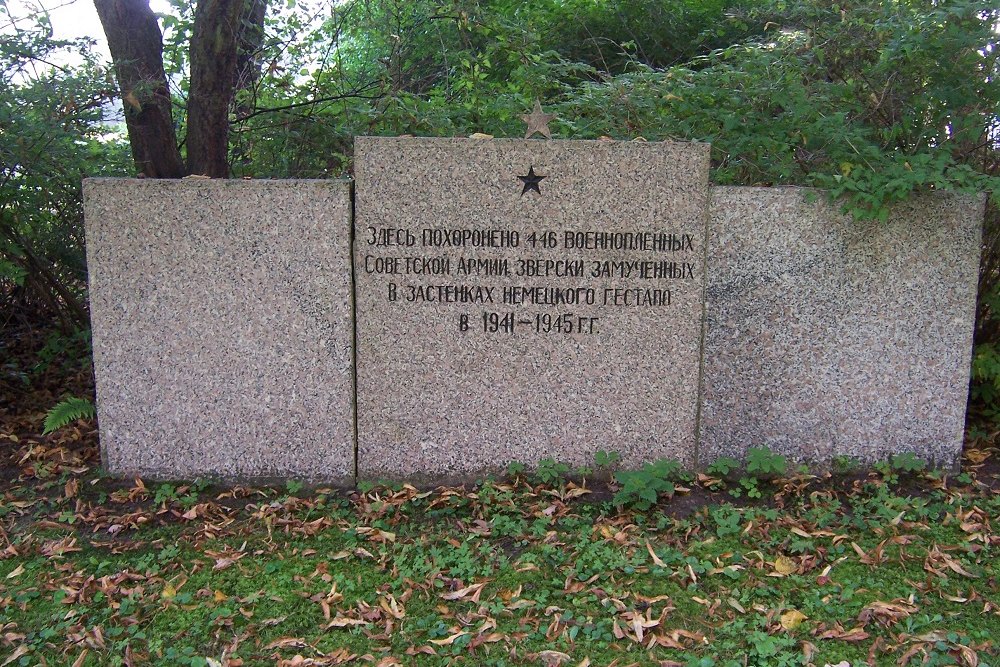 Здесь похоронено 446 военнопленных
Советской Армии, зверски замученных
в застенках немецкого гестапо
в 1941-1945 г.г.